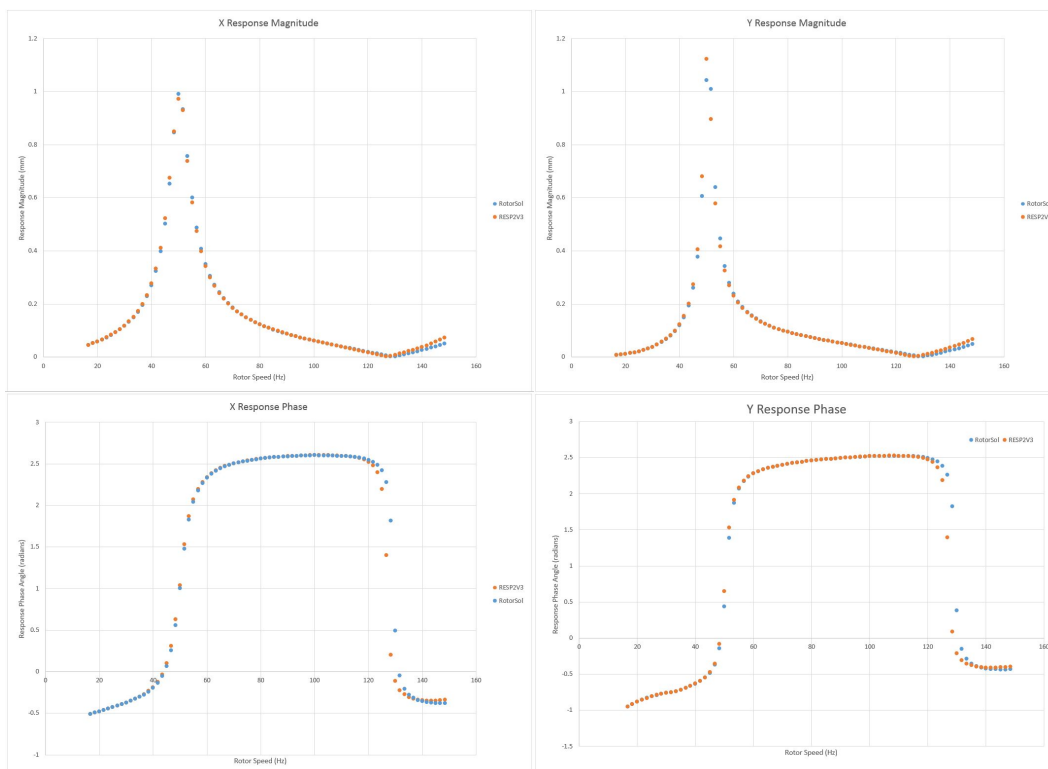 X Response Magnitude
1.2
1
0.8
0.6
0.4
0.2
0
0 20 40 60 80 100 120 140 160
Response Magnitude (mm)
Rotor Speed (Hz)
RotorSol
RESP2V3
Y Response Magnitude
1.2
1
0.8
0.6
0.4
0.2
0
0 20 40 60 80 100 120 140 160
Response Magnitude (mm)
Rotor Speed (Hz)
RotorSo
RESP2V
X Response Phase
3
2.5
2
1.5
1
0.5
0
-0.5
-1
0 20 40 60 80 100 120 140 160
Response Phase Angle (radians)
Rotor Speed (Hz)
RESP2V3
RotorSol
Y Response Phase
3
2.5
2
1.5
1
0.5
0
-0.5
-1
-1.5
0 20 40 60 80 100 120 140 160
Response Phase Angle (radians)
Rotor Speed (Hz)
RotorSol RESP2V3